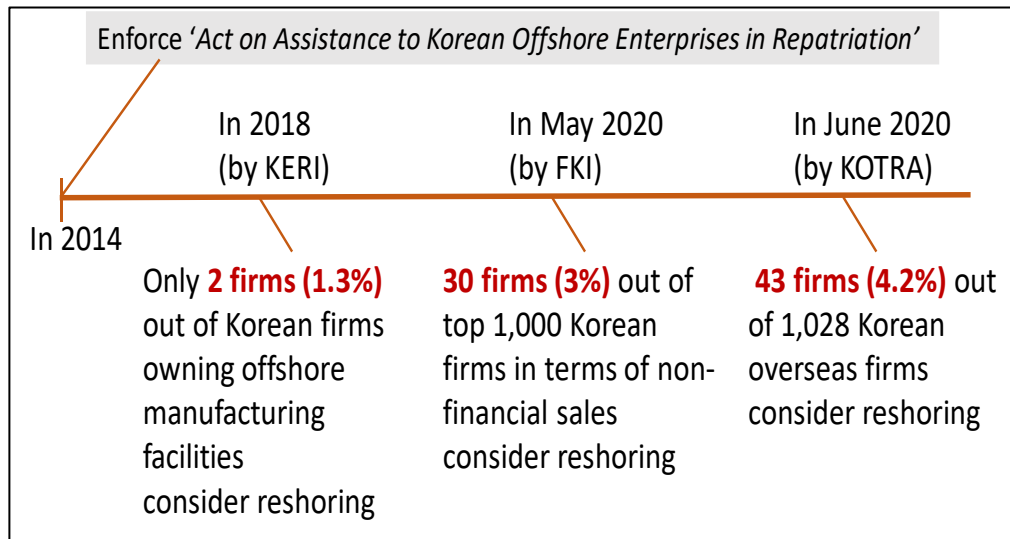 Enforce ‘Act on Assistance to Korean Offshore Enterprises in Repatriation’
In 2014
In 2018
(by KERI)
Only 2 firms (1.3%)
out of Korean firms
owning offshore
manufacturing
facilities
consider reshoring
In May 2020
(by FKI)
30 firms (3%) out of
top 1,000 Korean
firms in terms of non-
financial sales
consider reshoring
In June 2020
(by KOTRA)
43 firms (4.2%) out
of 1,028 Korean
overseas firms
consider reshoring